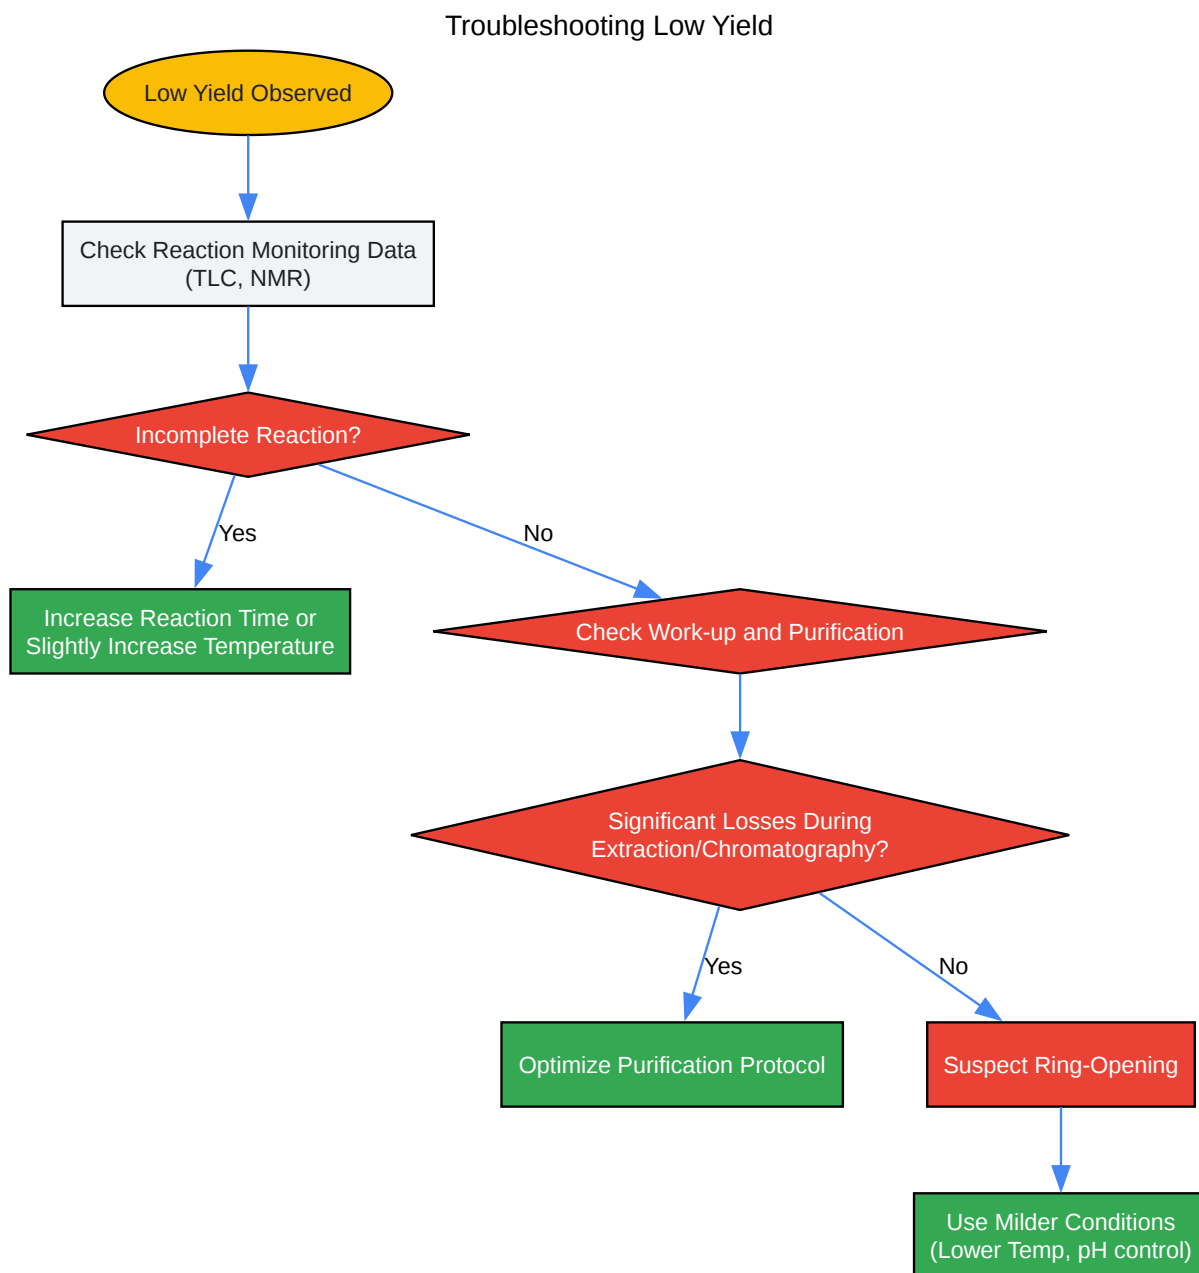 Troubleshooting Low Yield
Low Yield Observed
Check Reaction Monitoring Data
(TLC, NMR)
Incomplete Reaction?
Yes
No
Increase Reaction Time or
Slightly Increase Temperature
Check Work-up and Purification
Significant Losses During
Extraction/Chromatography?
Yes
No
Optimize Purification Protocol
Suspect Ring-Opening
Use Milder Conditions
(Lower Temp, pH control)